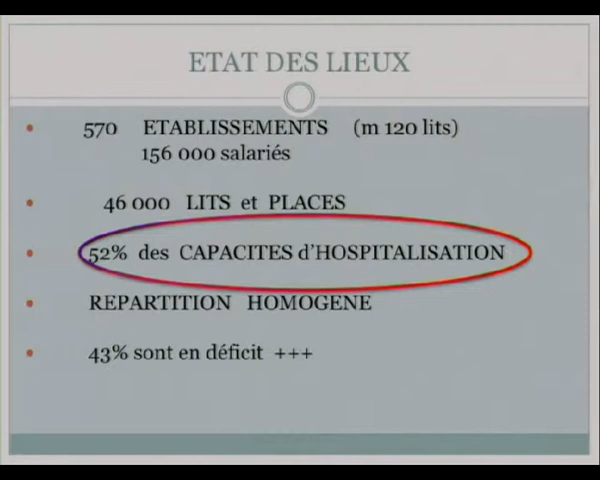 ETAT DES LIEUX
570 ETABLISSEMENTS (m 120 lits)
156 000 salariés
46 000 LITS et PLACES
52% des CAPACITES d'HOSPITALISATION
REPARTITION HOMOGENE
43% sont en déficit +++